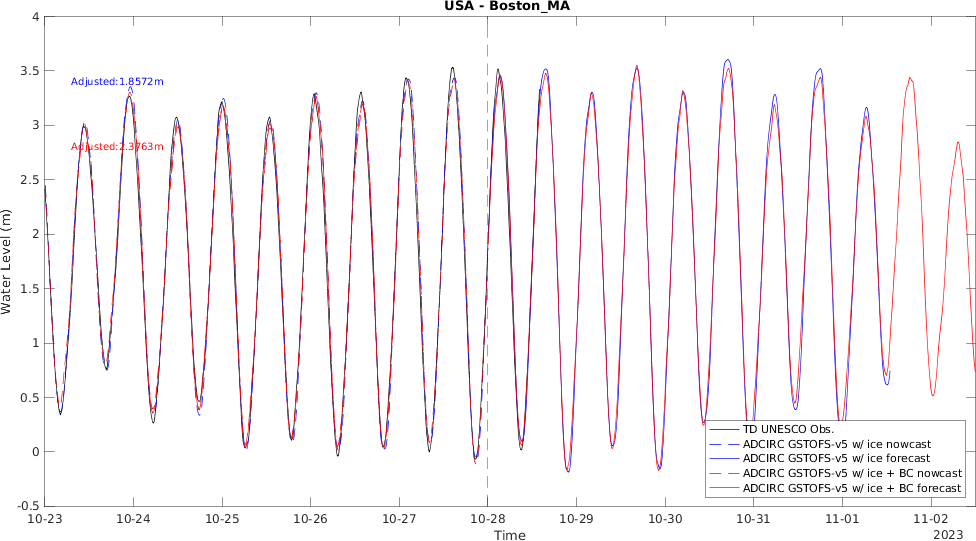 USA - Boston_MA
4
3.5
3
2.5
2
1.5
1
0.5
0
-0.5
Water Level (m)
Adjusted:1.8572m
Adjusted:2.3763m
TD UNESCO Obs.
ADCIRC GSTOFS-v5 w/ ice nowcast
ADCIRC GSTOFS-v5 w/ ice forecast
ADCIRC GSTOFS-v5 w/ ice + BC nowcast
ADCIRC GSTOFS-v5 w/ ice + BC forecast
10-23 10-24 10-25 10-26 10-27 10-28 10-29 10-30 10-31 11-01 11-02
Time
2023